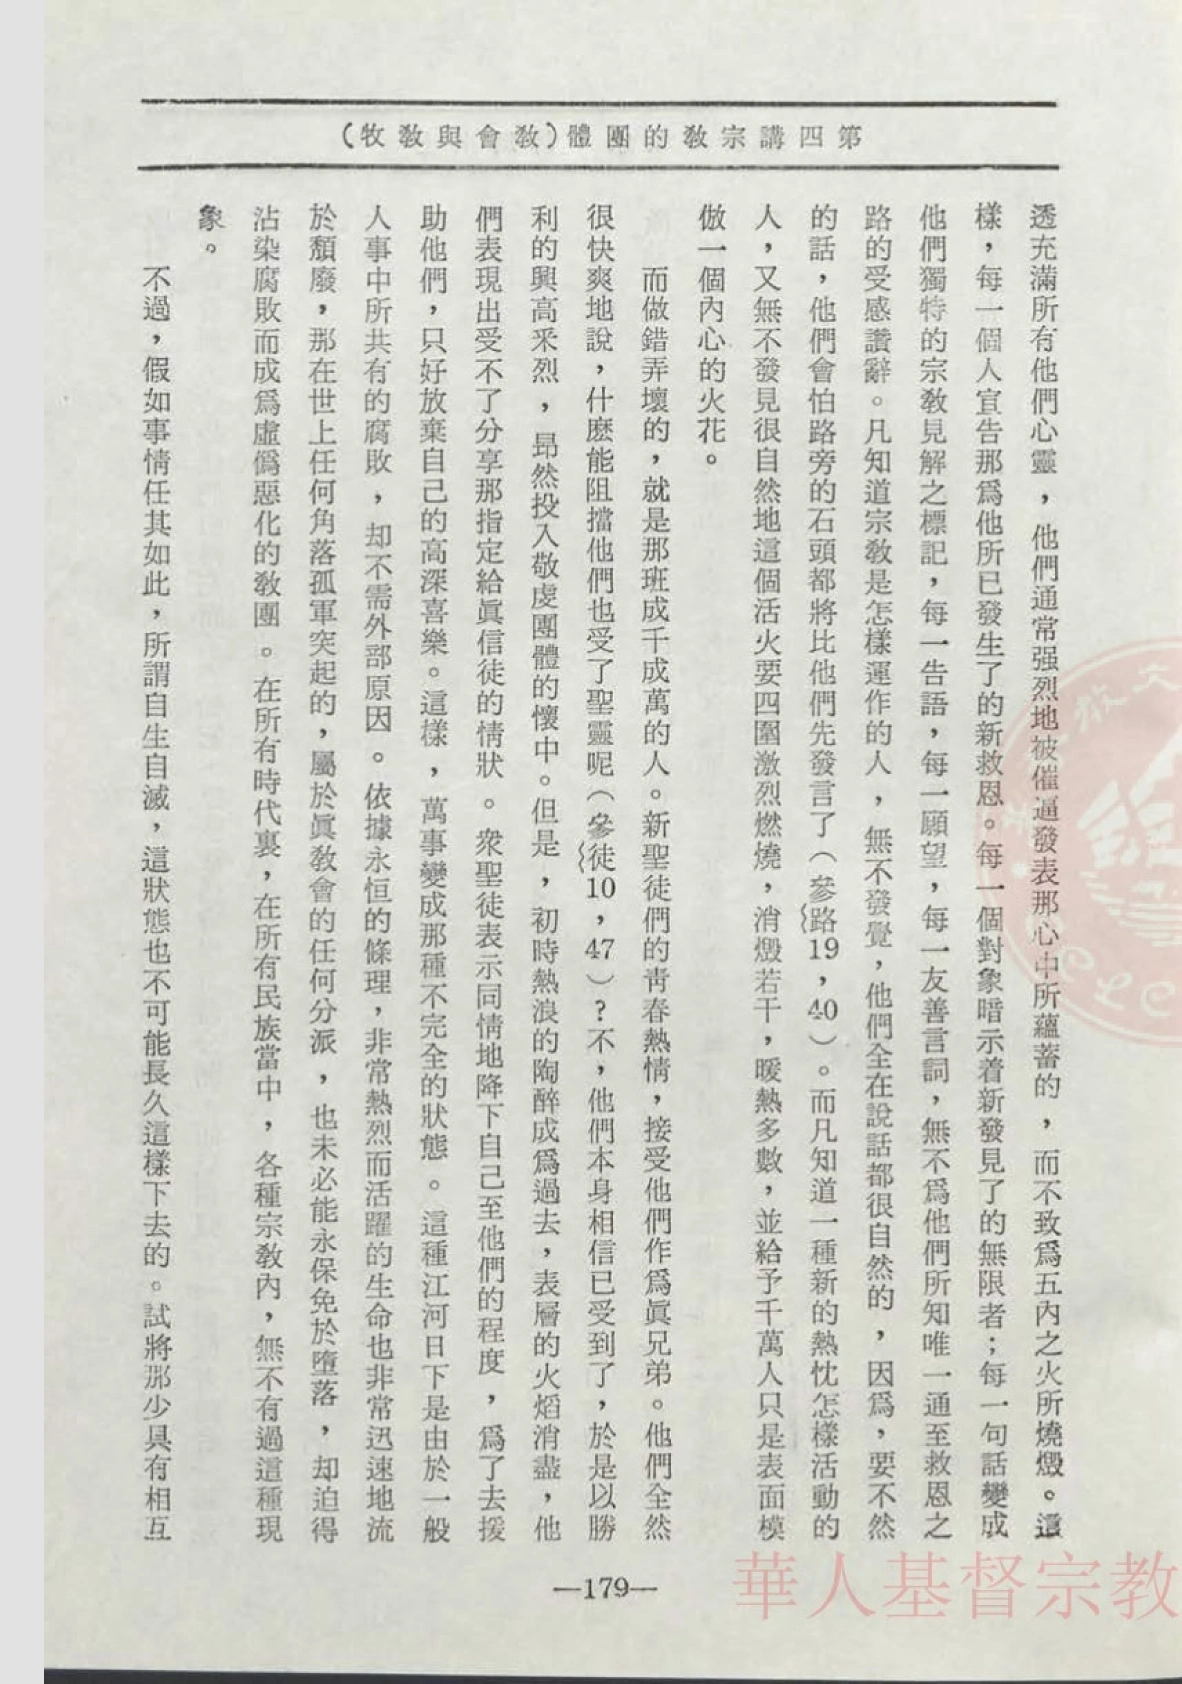 第四講宗敎的團體（敎會與敎牧）
透充滿所有他們心靈，他們通常强烈地被催逼發表那心中所蘊蓄的，而不致爲五內之火所燒燬。這
樣，每一個人宣告那爲他所已發生了的新救恩。每一個對象暗示着新發見了的無限者；每一句話變成
他們獨特的宗敎見解之標記，每一告語，每一願望，每一友善言詞，無不爲他們所知唯一通至救恩之
路的受感讚辭。凡知道宗敎是怎樣運作的人，無不發覺，他們全在說話都很自然的，因爲，要不然
的話，他們會怕路旁的石頭都將比他們先發言了（參路19，40）。而凡知道一種新的熱忱怎樣活動的
人，又無不發見很自然地這個活火要四圍激烈燃燒，消燬若干，暖熱多數，並給予千萬人只是表面模
倣一個內心的火花。
而做錯弄壞的，就是那班成千成萬的人。新聖徒們的靑春熱情，接受他們作爲眞兄弟。他們全然
很快爽地說，什麽能阻擋他們也受了聖靈呢（參徒10，47）？不，他們本身相信已受到了，於是以勝
利的興高釆烈，昂然投入敬虔團體的懷中。但是，初時熱浪的陶醉成爲過去，表層的火焰消盡，他
們表現出受不了分享那指定給眞信徒的情狀。衆聖徒表示同情地降下自己至他們的程度，爲了去援
助他們，只好放棄自己的高深喜樂。這樣，萬事變成那種不完全的狀態。這種江河日下是由於一般
人事中所共有的腐敗，却不需外部原因。依據永恒的條理，非常熱烈而活躍的生命也非常迅速地流
於頹廢，那在世上任何角落孤軍突起的，屬於眞敎會的任何分派，也未必能永保免於墮落，却迫得
沾染腐敗而成爲虛僞惡化的敎團。在所有時代裏，在所有民族當中，各種宗敎內，無不有過這種現
象。
不過，假如事情任其如此，所謂自生自滅，這狀態也不可能長久這樣下去的。試將那少具有相互
—179—
華人基督宗教